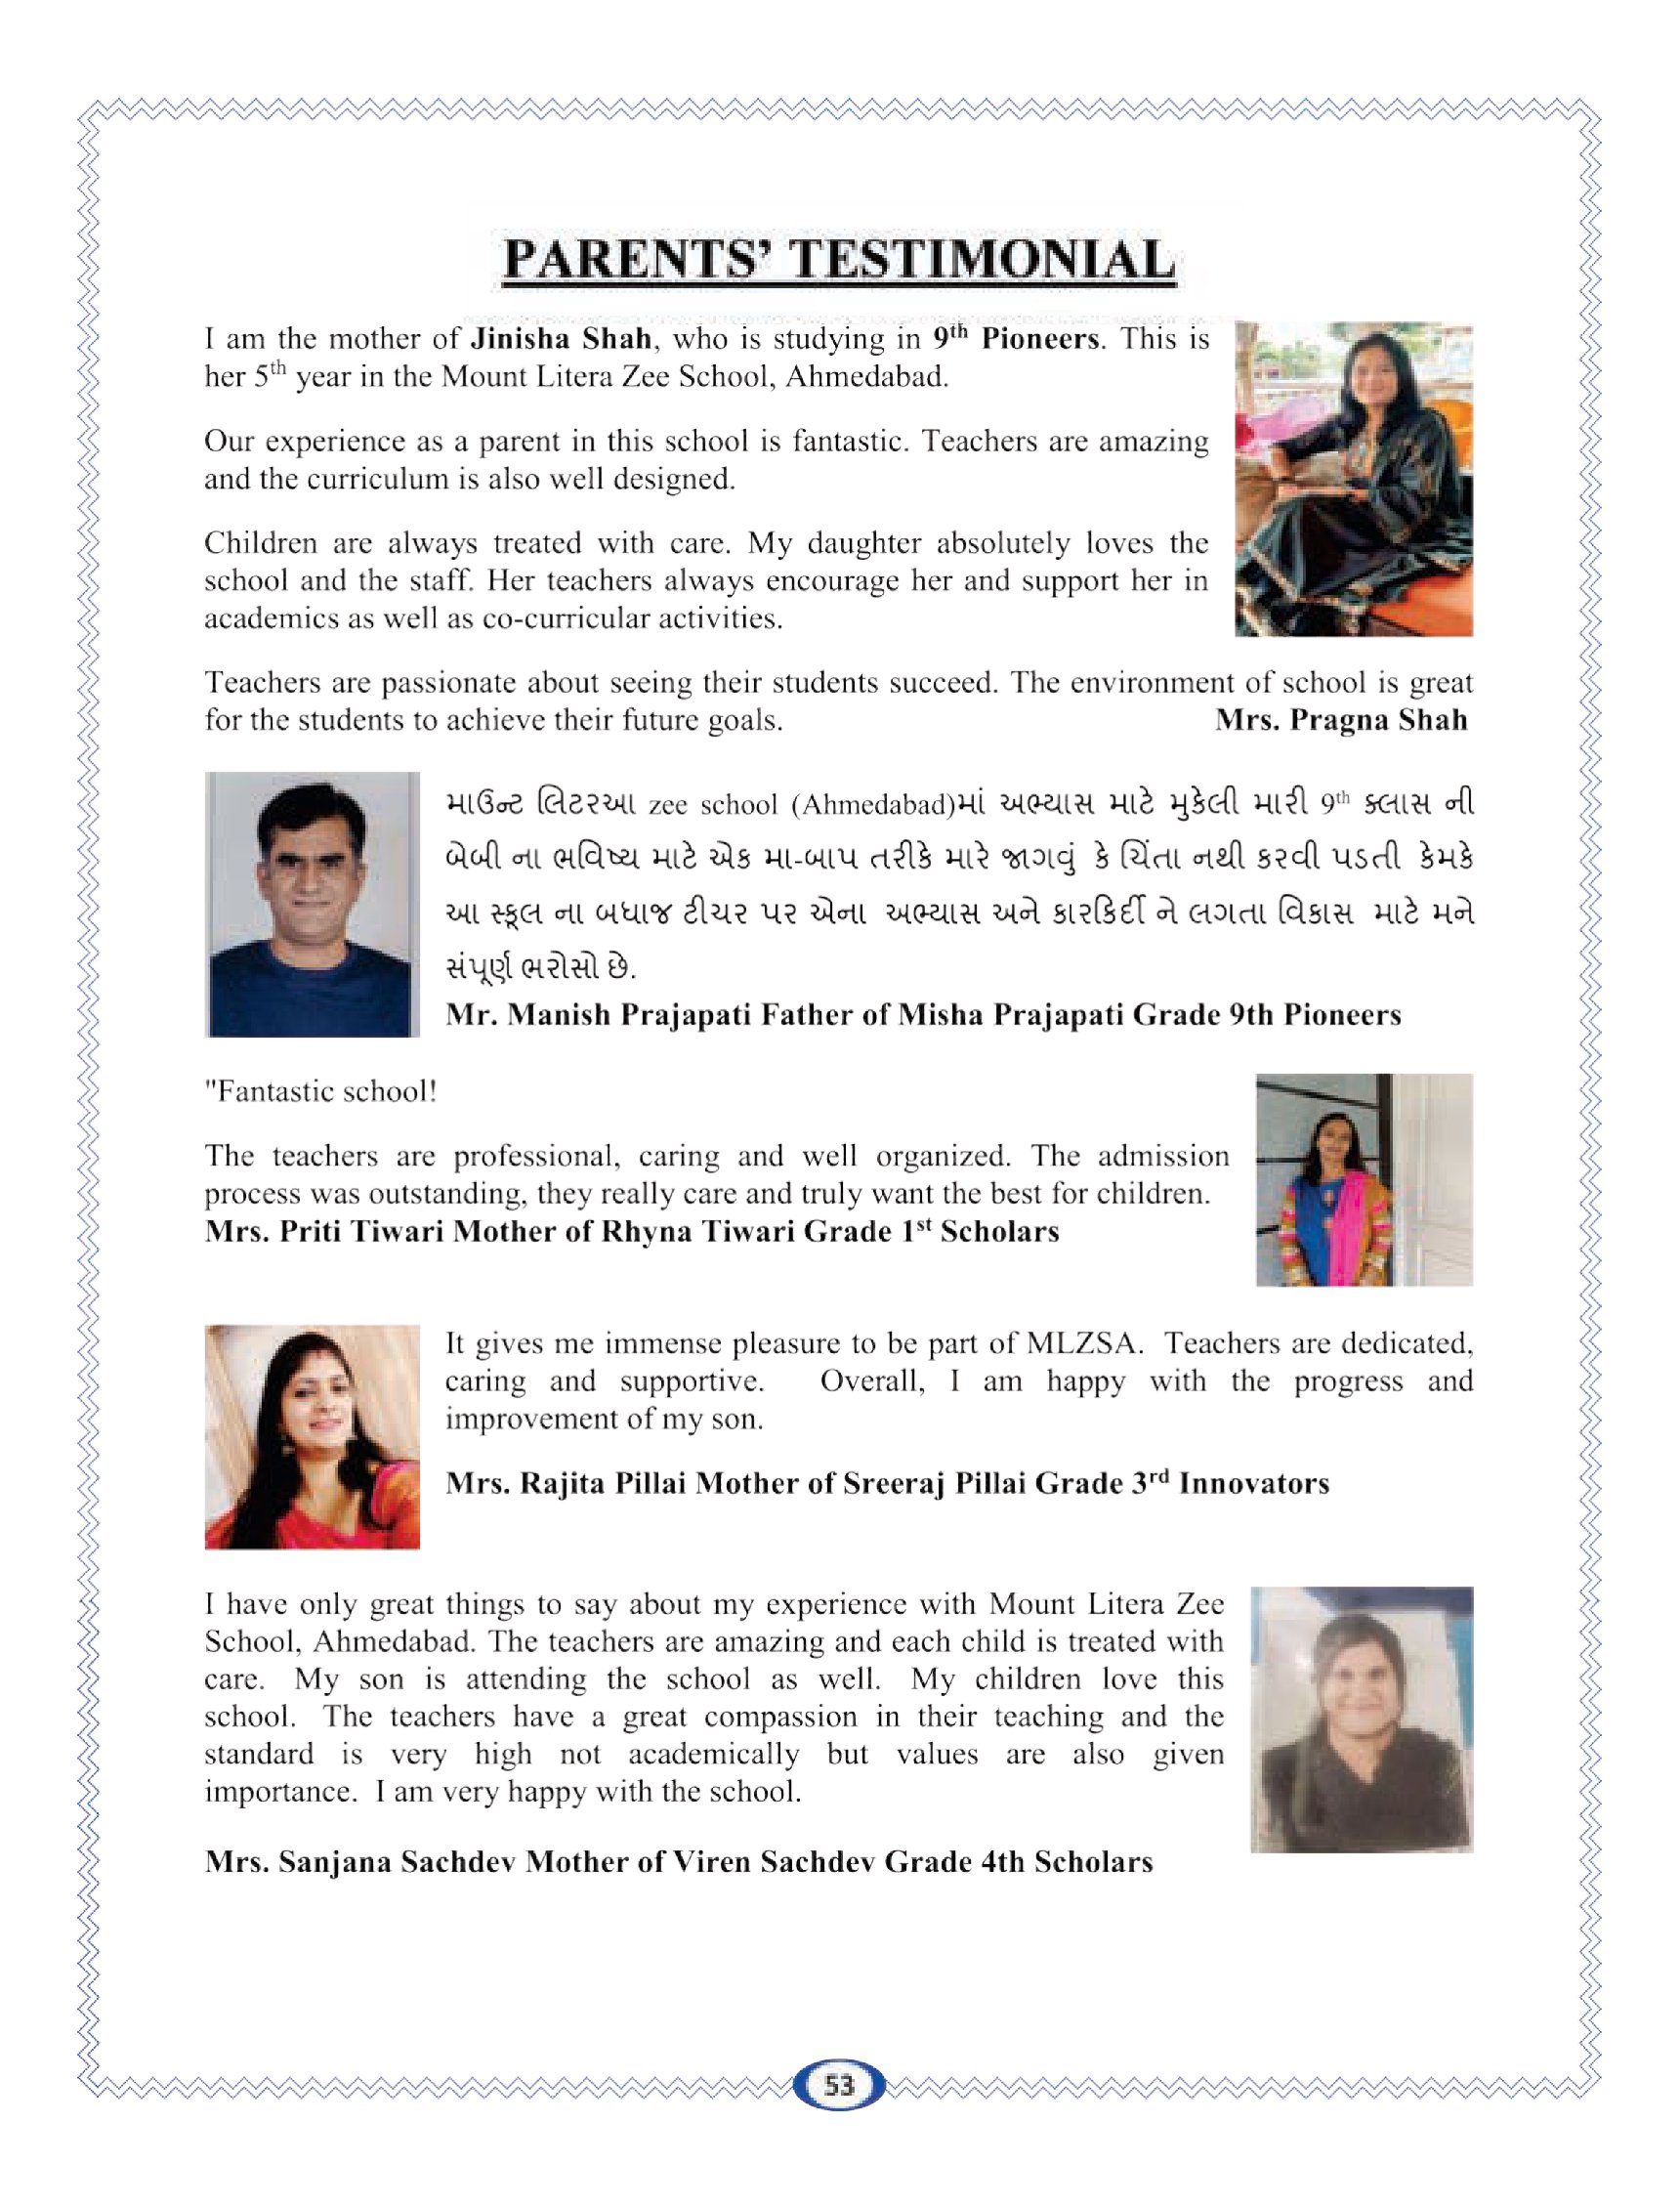 PARENTS' TESTIMONIAL
I am the mother of Jinisha Shah, who is studying in 9th Pioneers. This is
her 5th year in the Mount Litera Zee School, Ahmedabad.
Our experience as a parent in this school is fantastic. Teachers are amazing
and the curriculum is also well designed.
Children are always treated with care. My daughter absolutely loves the
school and the staff. Her teachers always encourage her and support her in
academics as well as co-curricular activities.
Teachers are passionate about seeing their students succeed. The environment of school is great
for the students to achieve their future goals. Mrs. Pragna Shah
માઉન્ટ લિટરઆ zee school (Ahmedabad)માં અભ્યાસ માટે મુકેલી મારી 9th ક્લાસ ની
બેબી ના ભવિષ્ય માટે એક મા-બાપ તરીકે મારે જાગવું કે ચિંતા નથી કરવી પડતી કેમકે
આ સ્કૂલ ના બધાજ ટીચર પર એના અભ્યાસ અને કારકિર્દી ને લગતા વિકાસ માટે મને
સંપૂર્ણ ભરોસો છે.
Mr. Manish Prajapati Father of Misha Prajapati Grade 9th Pioneers
"Fantastic school!
The teachers are professional, caring and well organized. The admission
process was outstanding, they really care and truly want the best for children.
Mrs. Priti Tiwari Mother of Rhyna Tiwari Grade 1st Scholars
It gives me immense pleasure to be part of MLZSA. Teachers are dedicated,
caring and supportive. Overall, I am happy with the progress and
improvement of my son.
Mrs. Rajita Pillai Mother of Sreeraj Pillai Grade 3rd Innovators
I have only great things to say about my experience with Mount Litera Zee
School, Ahmedabad. The teachers are amazing and each child is treated with
care. My son is attending the school as well. My children love this
school. The teachers have a great compassion in their teaching and the
standard is very high not academically but values are also given
importance. I am very happy with the school.
Mrs. Sanjana Sachdev Mother of Viren Sachdev Grade 4th Scholars
53